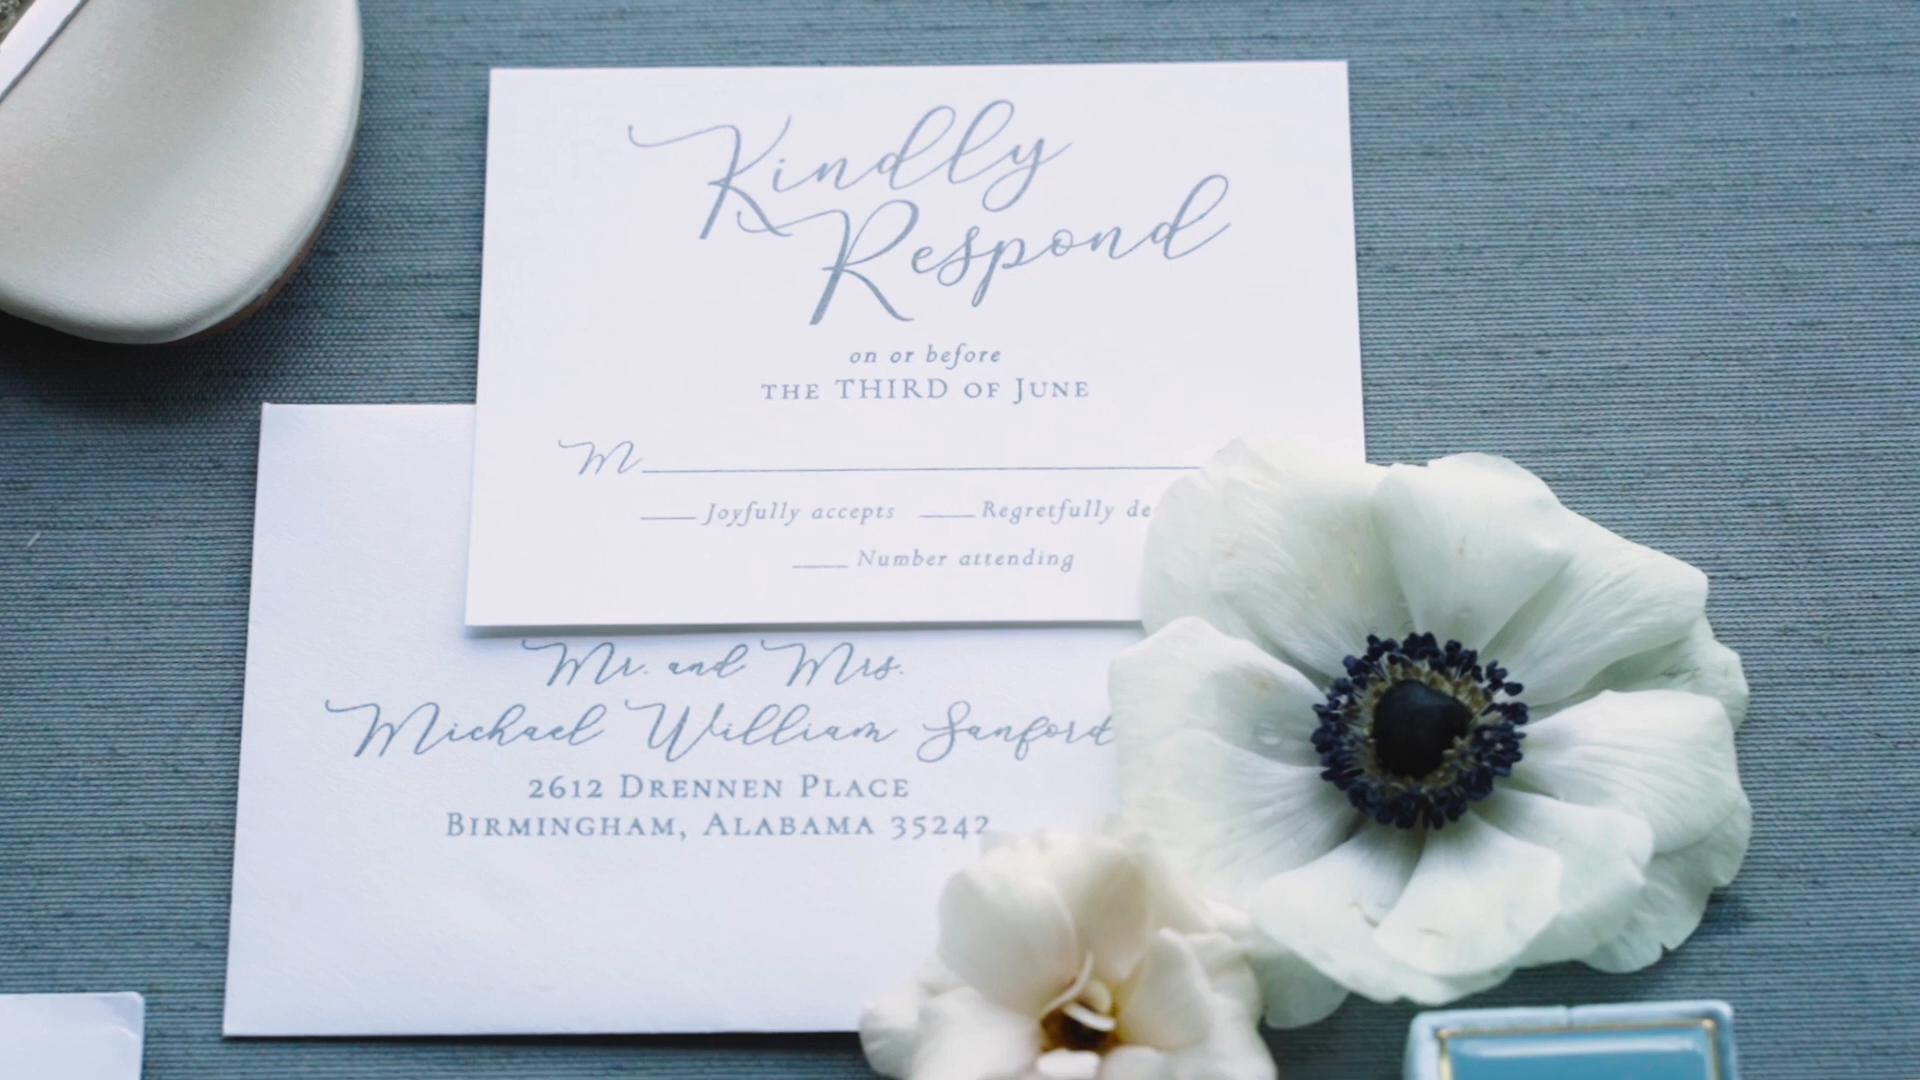 Kindly
Respond
on or before
THE THIRD OF JUNE
M
Joyfully accepts Regretfully
Number attending
Mr. and Mrs.
Michael William Sanford
2612 DRENNEN PLACE
BIRMINGHAM, ALABAMA 35242